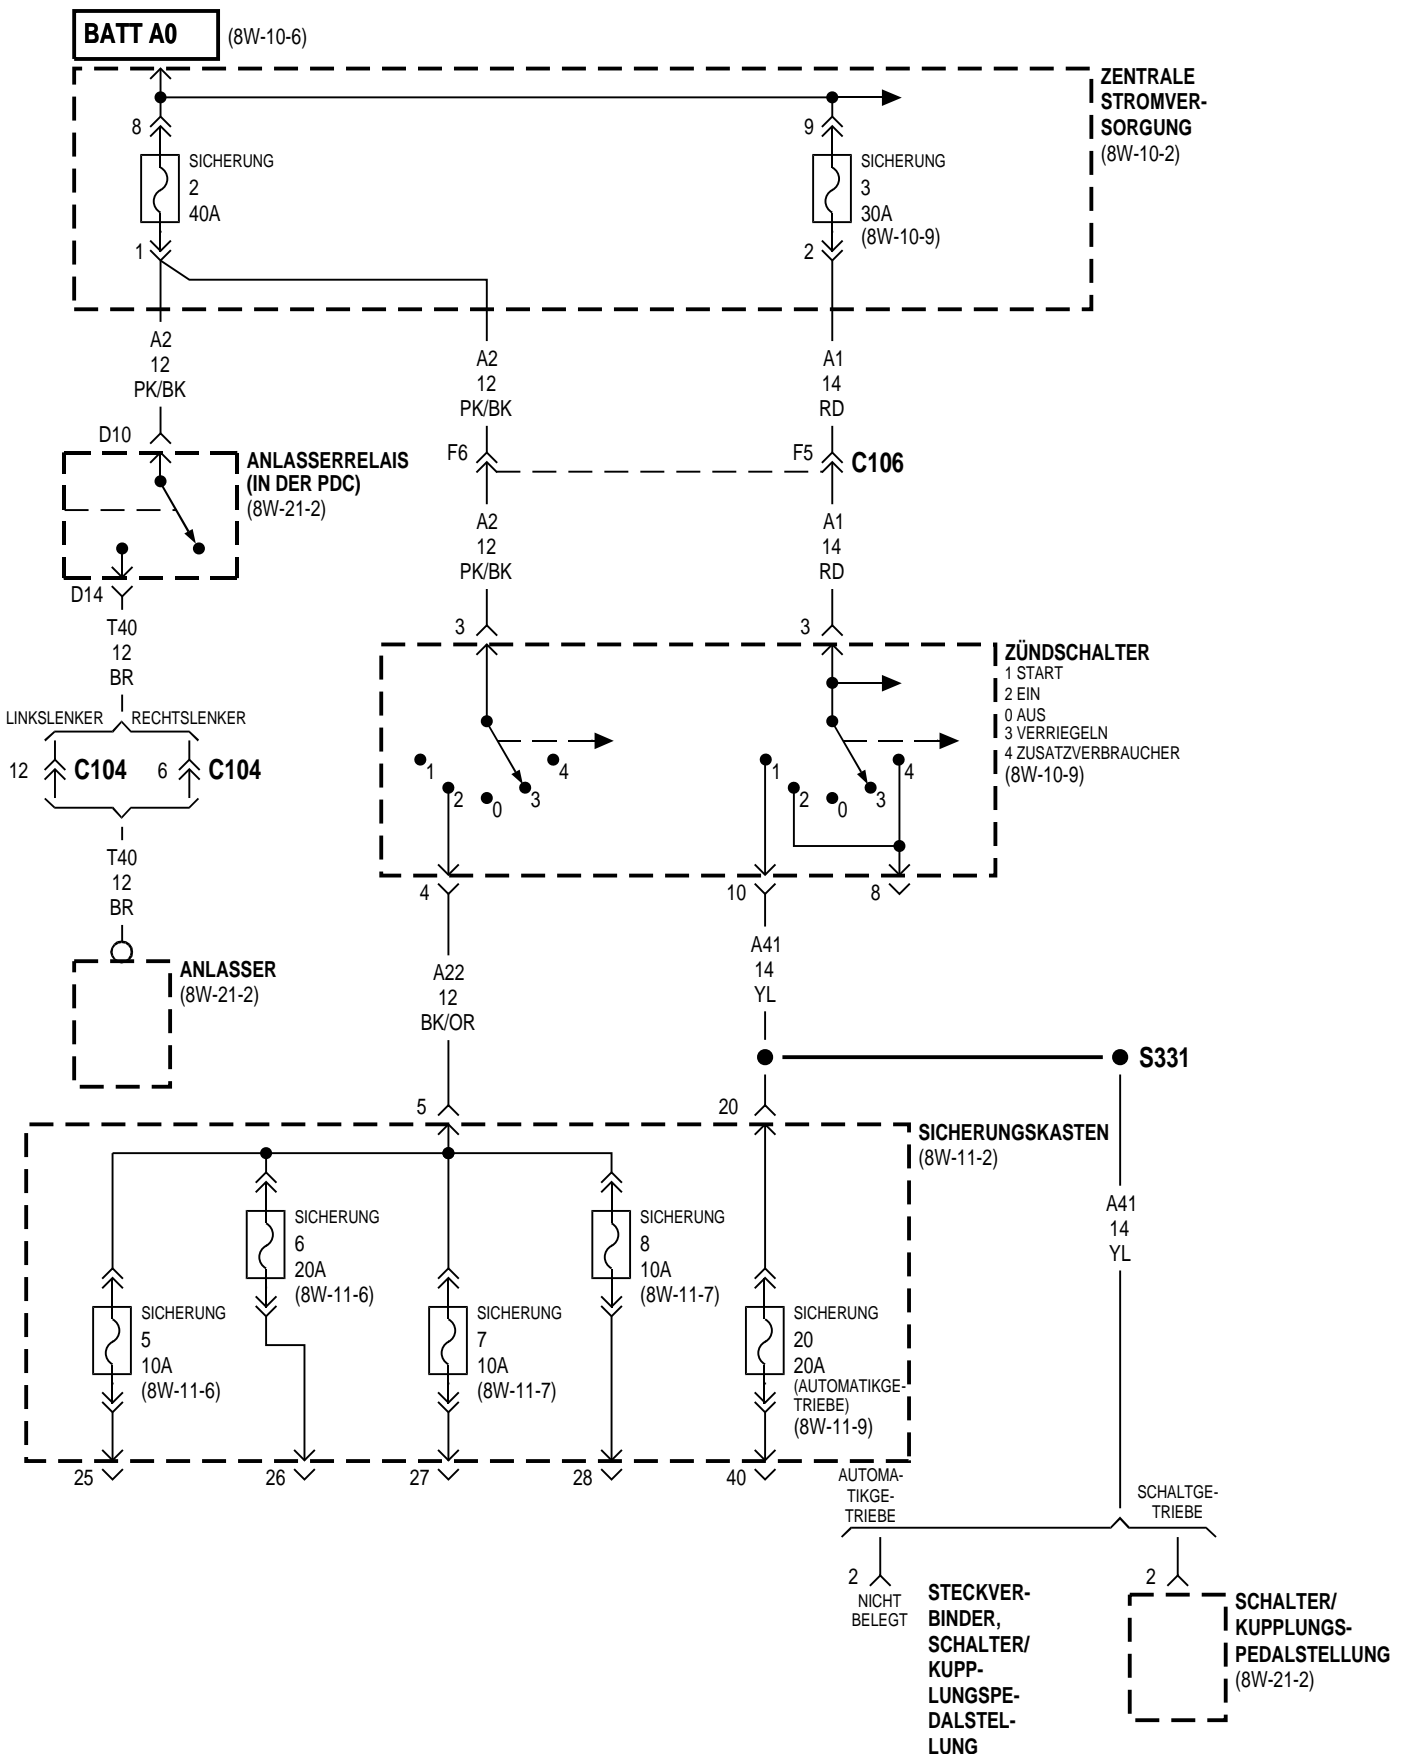 BATT A0 (8W-10-6)
ZENTRALE
STROMVER-
SORGUNG
(8W-10-2)
8
SICHERUNG
2
40A
1
9
SICHERUNG
3
30A
(8W-10-9)
2
A2
12
PK/BK
A2
12
PK/BK
A1
14
RD
D10
ANLASSERRELAIS
(IN DER PDC)
(8W-21-2)
F6
F5
C106
A2
12
PK/BK
A1
14
RD
D14
T40
12
BR
LINKSLENKER
RECHTSLENKER
12
C104
6
C104
T40
12
BR
ANLASSER
(8W-21-2)
3
3
ZÜNDSCHALTER
1 START
2 EIN
0 AUS
3 VERRIEGELN
4 ZUSATZVERBRAUCHER
(8W-10-9)
1
2
0
3
4
1
2
0
3
4
4
10
8
A22
12
BK/OR
A41
14
YL
S331
5
20
SICHERUNGSKASTEN
(8W-11-2)
SICHERUNG
6
20A
(8W-11-6)
SICHERUNG
8
10A
(8W-11-7)
A41
14
YL
SICHERUNG
5
10A
(8W-11-6)
SICHERUNG
7
10A
(8W-11-7)
SICHERUNG
20
20A
(AUTOMATIKGE-
TRIEBE)
(8W-11-9)
25
26
27
28
40
AUTOMA-
TIKGE-
TRIEBE
SCHALTGE-
TRIEBE
2
NICHT
BELEGT
STECKVER-
BINDER,
SCHALTER/
KUPP-
LUNGSPE-
DALSTEL-
LUNG
2
SCHALTER/
KUPPLUNGS-
PEDALSTELLUNG
(8W-21-2)